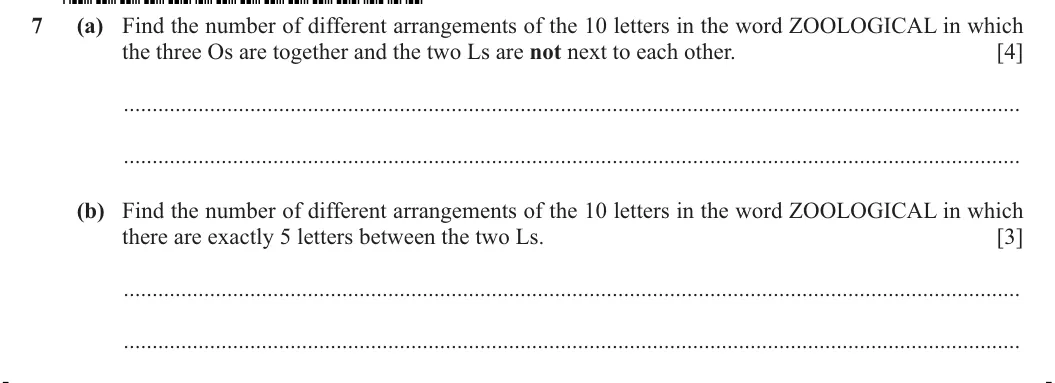 7 (a) Find the number of different arrangements of the 10 letters in the word ZOOLOGICAL in which
the three Os are together and the two Ls are not next to each other. [4]
................................................................................
................................................................................
(b) Find the number of different arrangements of the 10 letters in the word ZOOLOGICAL in which
there are exactly 5 letters between the two Ls. [3]
................................................................................
................................................................................